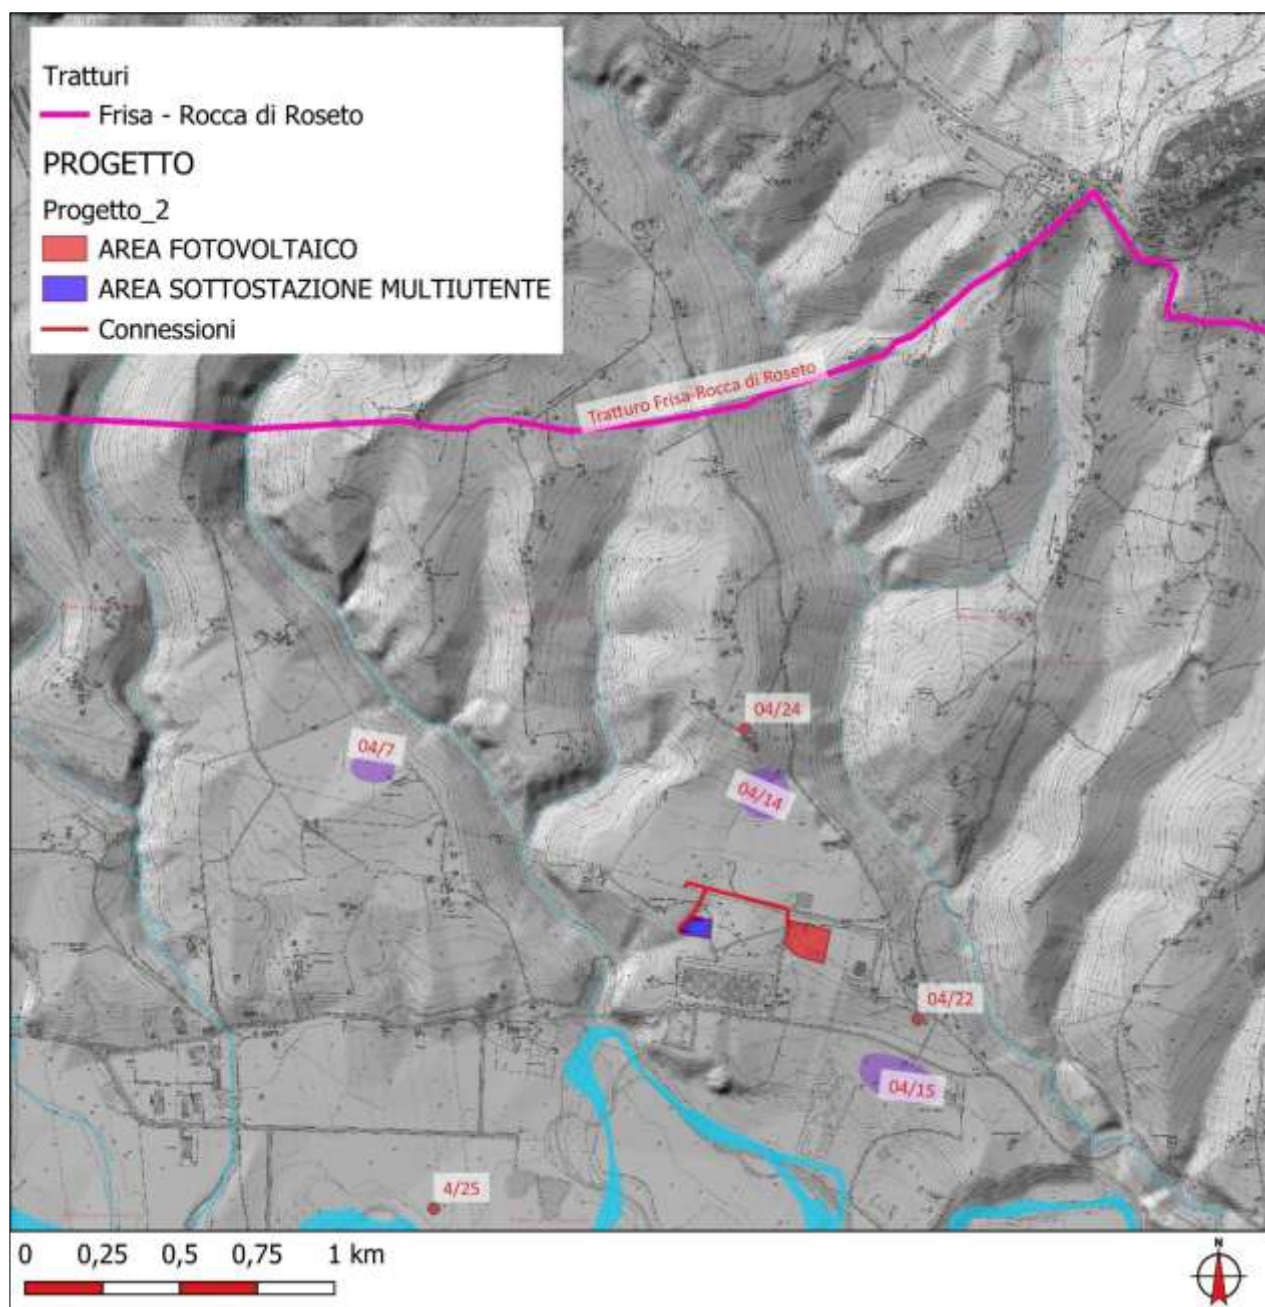 Tratturi
Frisa - Rocca di Roseto
PROGETTO
Progetto_2
AREA FOTOVOLTAICO
AREA SOTTOSTAZIONE MULTIUTENTE
Connessioni
Tratturo Frisa-Rocca di Roseto
04/24
04/7
04/14
04/22
04/15
4/25
0 0,25 0,5 0,75 1 km
N